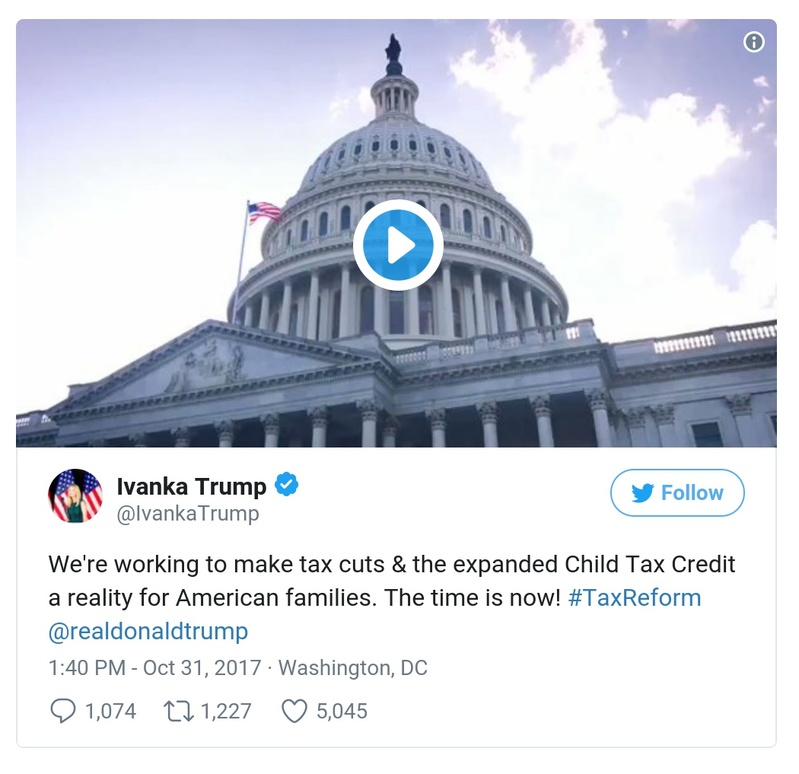 Ivanka Trump
@IvankaTrump
Follow
We're working to make tax cuts & the expanded Child Tax Credit
a reality for American families. The time is now! #TaxReform
@realdonaldtrump
1:40 PM - Oct 31, 2017 · Washington, DC
1,074 1,227 5,045